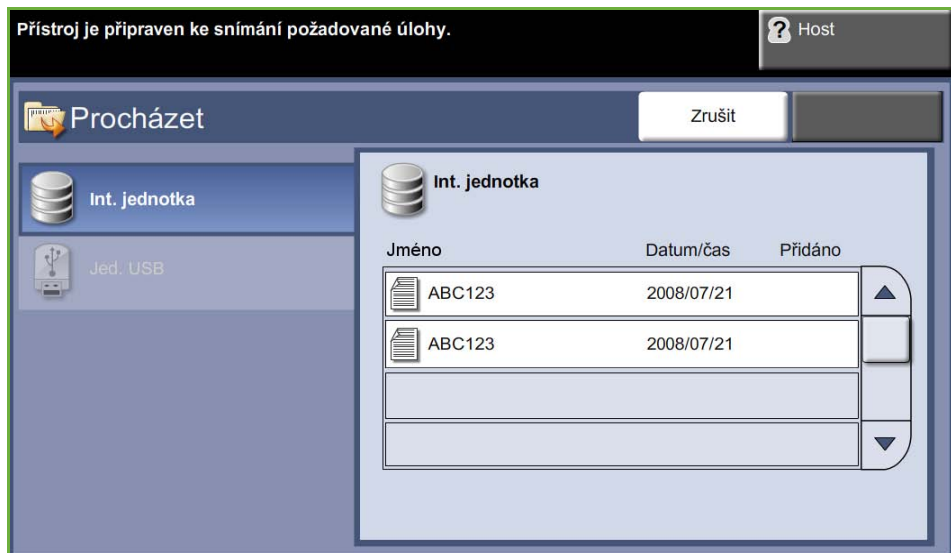 Přístroj je připraven ke snímání požadované úlohy.
Host
Procházet
Zrušit
Int. jednotka
Jed. USB
Int. jednotka
Jméno Datum/čas Přidáno
ABC123 2008/07/21
ABC123 2008/07/21